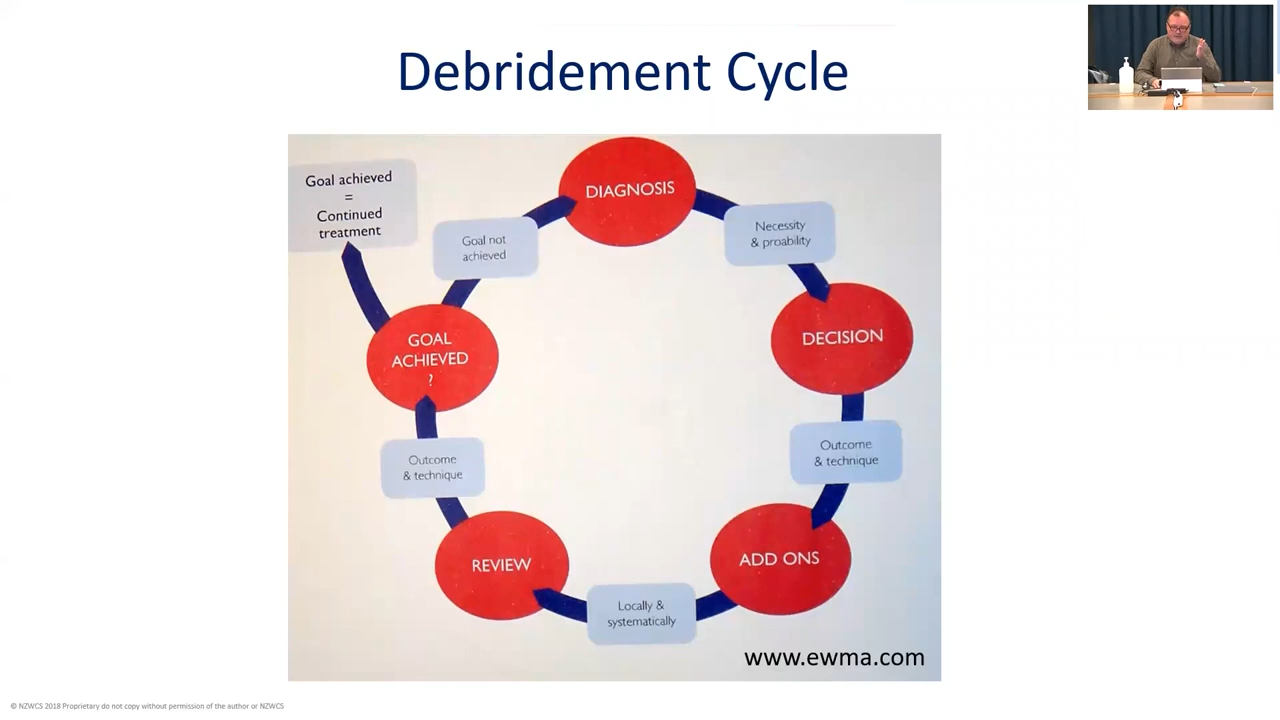 Debridement Cycle
Goal achieved
=
Continued
treatment
DIAGNOSIS
Goal not
achieved
Necessity
& proability
GOAL
ACHIEVED
?
DECISION
Outcome
& technique
Outcome
& technique
REVIEW
ADD ONS
Locally &
systematically
www.ewma.com
© NZWCS 2018 Proprietary do not copy without permission of the author or NZWCS